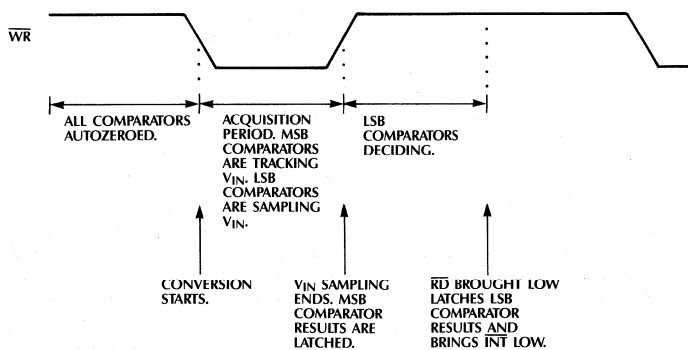 WR
ALL COMPARATORS
AUTOZEROED.
ACQUISITION
PERIOD. MSB
COMPARATORS
ARE TRACKING
VIN. LSB
COMPARATORS
ARE SAMPLING
VIN.
LSB
COMPARATORS
DECIDING.
CONVERSION
STARTS.
VIN SAMPLING
ENDS. MSB
COMPARATOR
RESULTS ARE
LATCHED.
RD BROUGHT LOW
LATCHES LSB
COMPARATOR
RESULTS AND
BRINGS INT LOW.